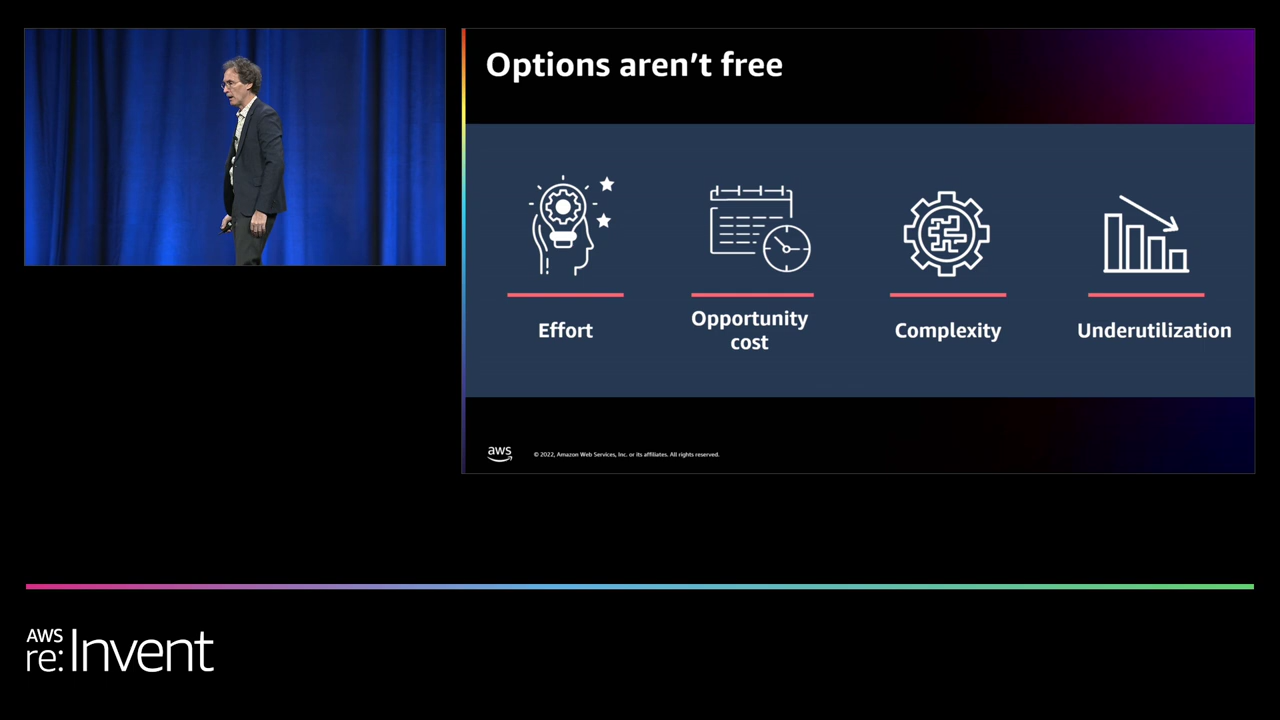 Options aren’t free
Effort
Opportunity
cost
Complexity
Underutilization
aws
© 2022, Amazon Web Services, Inc. or its affiliates. All rights reserved.
AWS
re:Invent